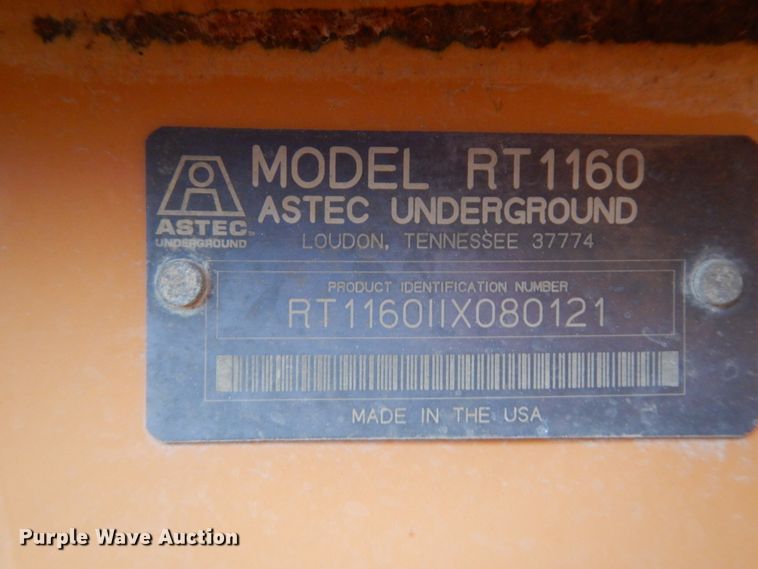 MODEL RT1160
ASTEC UNDERGROUND
LOUDON, TENNESSEE 37774
ASTEC
UNDERGROUND
PRODUCT IDENTIFICATION NUMBER
RT1160IIX080121
MADE IN THE USA
Purple Wave Auction